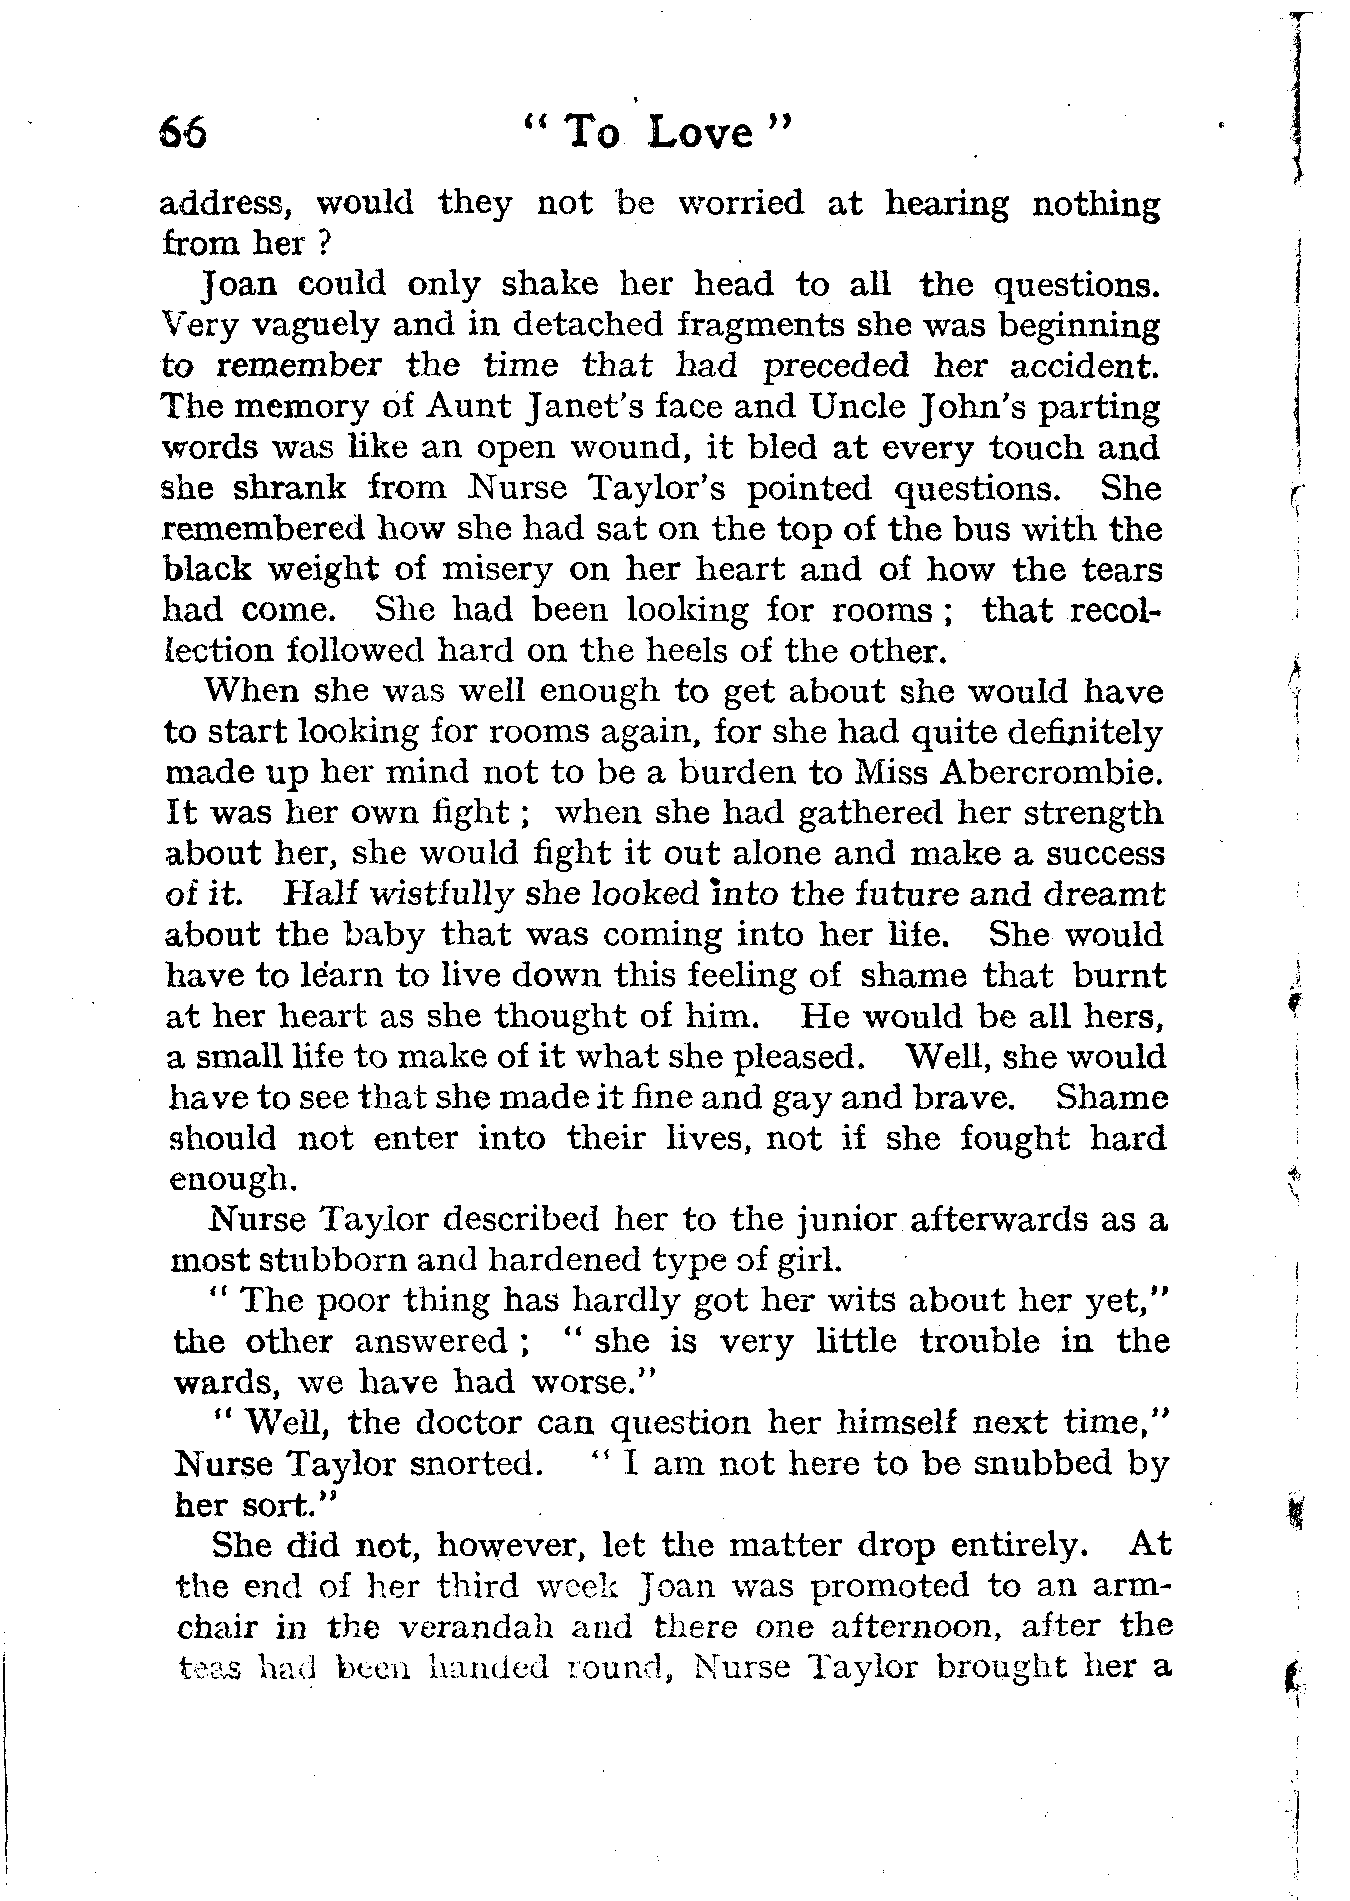 66 “ To Love ”
address, would they not be worried at hearing nothing
from her ?
Joan could only shake her head to all the questions.
Very vaguely and in detached fragments she was beginning
to remember the time that had preceded her accident.
The memory of Aunt Janet's face and Uncle John's parting
words was like an open wound, it bled at every touch and
she shrank from Nurse Taylor's pointed questions. She
remembered how she had sat on the top of the bus with the
black weight of misery on her heart and of how the tears
had come. She had been looking for rooms ; that recol-
lection followed hard on the heels of the other.
When she was well enough to get about she would have
to start looking for rooms again, for she had quite definitely
made up her mind not to be a burden to Miss Abercrombie.
It was her own fight ; when she had gathered her strength
about her, she would fight it out alone and make a success
of it. Half wistfully she looked into the future and dreamt
about the baby that was coming into her life. She would
have to learn to live down this feeling of shame that burnt
at her heart as she thought of him. He would be all hers,
a small life to make of it what she pleased. Well, she would
have to see that she made it fine and gay and brave. Shame
should not enter into their lives, not if she fought hard
enough.
Nurse Taylor described her to the junior afterwards as a
most stubborn and hardened type of girl.
“ The poor thing has hardly got her wits about her yet,”
the other answered ; “ she is very little trouble in the
wards, we have had worse.”
“ Well, the doctor can question her himself next time,”
Nurse Taylor snorted. “ I am not here to be snubbed by
her sort.”
She did not, however, let the matter drop entirely. At
the end of her third week Joan was promoted to an arm-
chair in the verandah and there one afternoon, after the
teas had been handed round, Nurse Taylor brought her a